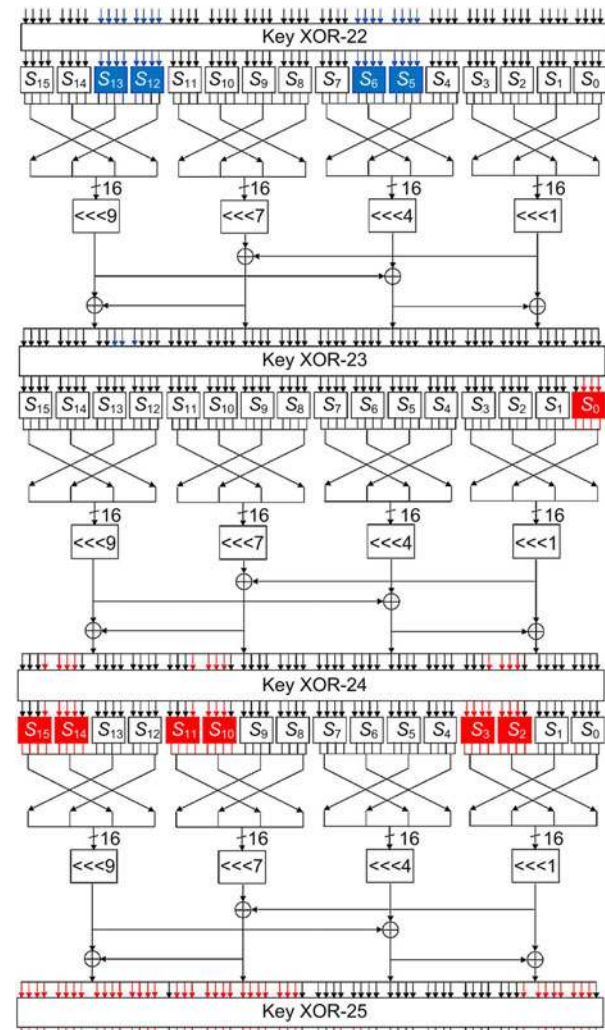 Key XOR-22
S15 S14 S13 S12 S11 S10 S9 S8 S7 S6 S5 S4 S3 S2 S1 S0
16 16 16 16
<<<9 <<<7 <<<4 <<<1
Key XOR-23
S15 S14 S13 S12 S11 S10 S9 S8 S7 S6 S5 S4 S3 S2 S1 S0
16 16 16 16
<<<9 <<<7 <<<4 <<<1
Key XOR-24
S15 S14 S13 S12 S11 S10 S9 S8 S7 S6 S5 S4 S3 S2 S1 S0
16 16 16 16
<<<9 <<<7 <<<4 <<<1
Key XOR-25